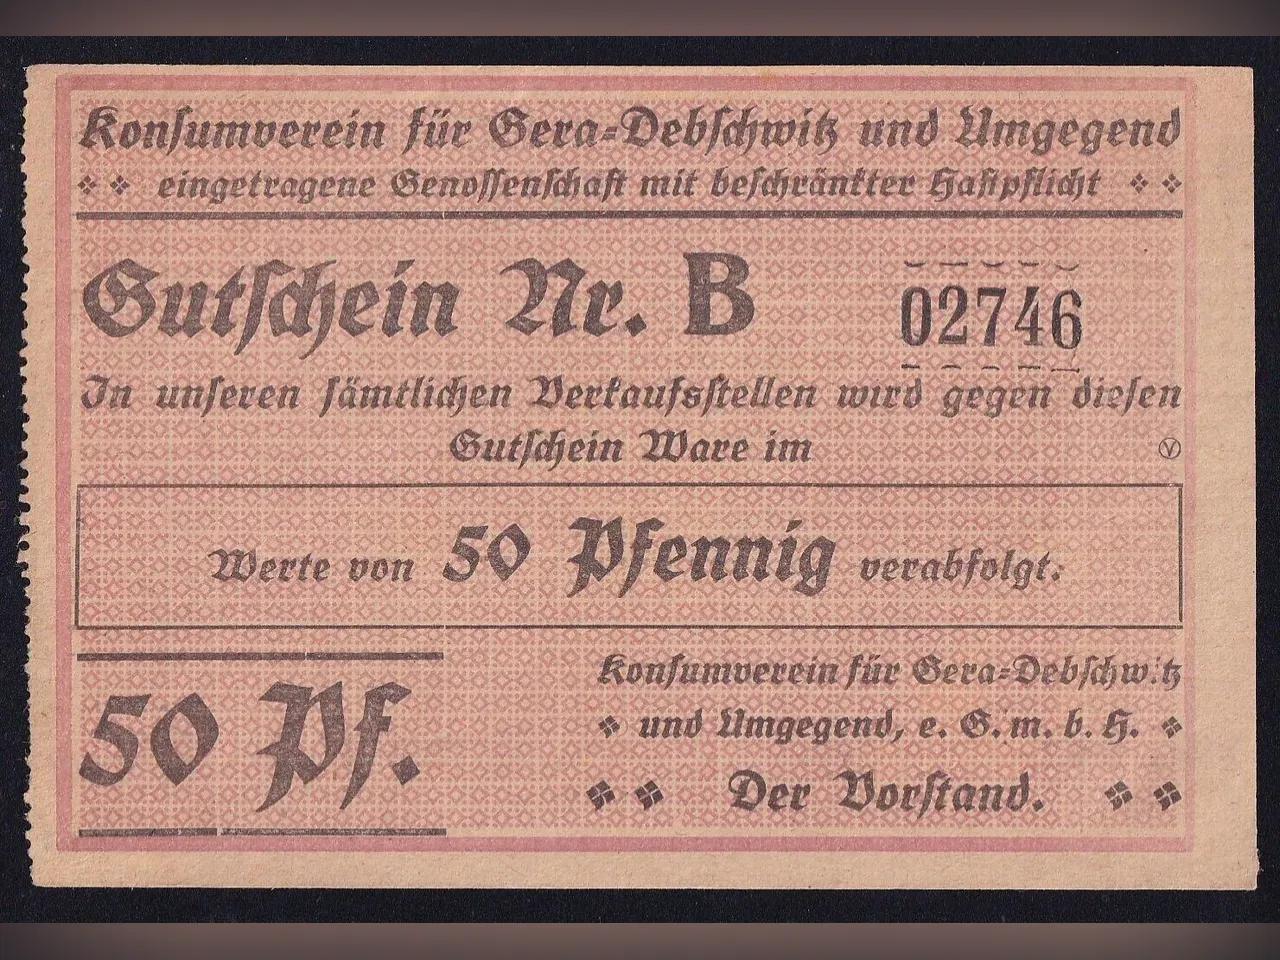 Konsumverein für Gera-Debschwitz und Umgegend
eingetragene Genossenschaft mit beschränkter Haftpflicht
Gutschein Nr. B 02746
In unseren sämtlichen Verkaufsstellen wird gegen diesen
Gutschein Ware im
V
Werte von 50 Pfennig verabfolgt.
50 Pf.
Konsumverein für Gera-Debschwitz
und Umgegend, e. G. m. b. H.
Der Vorstand.